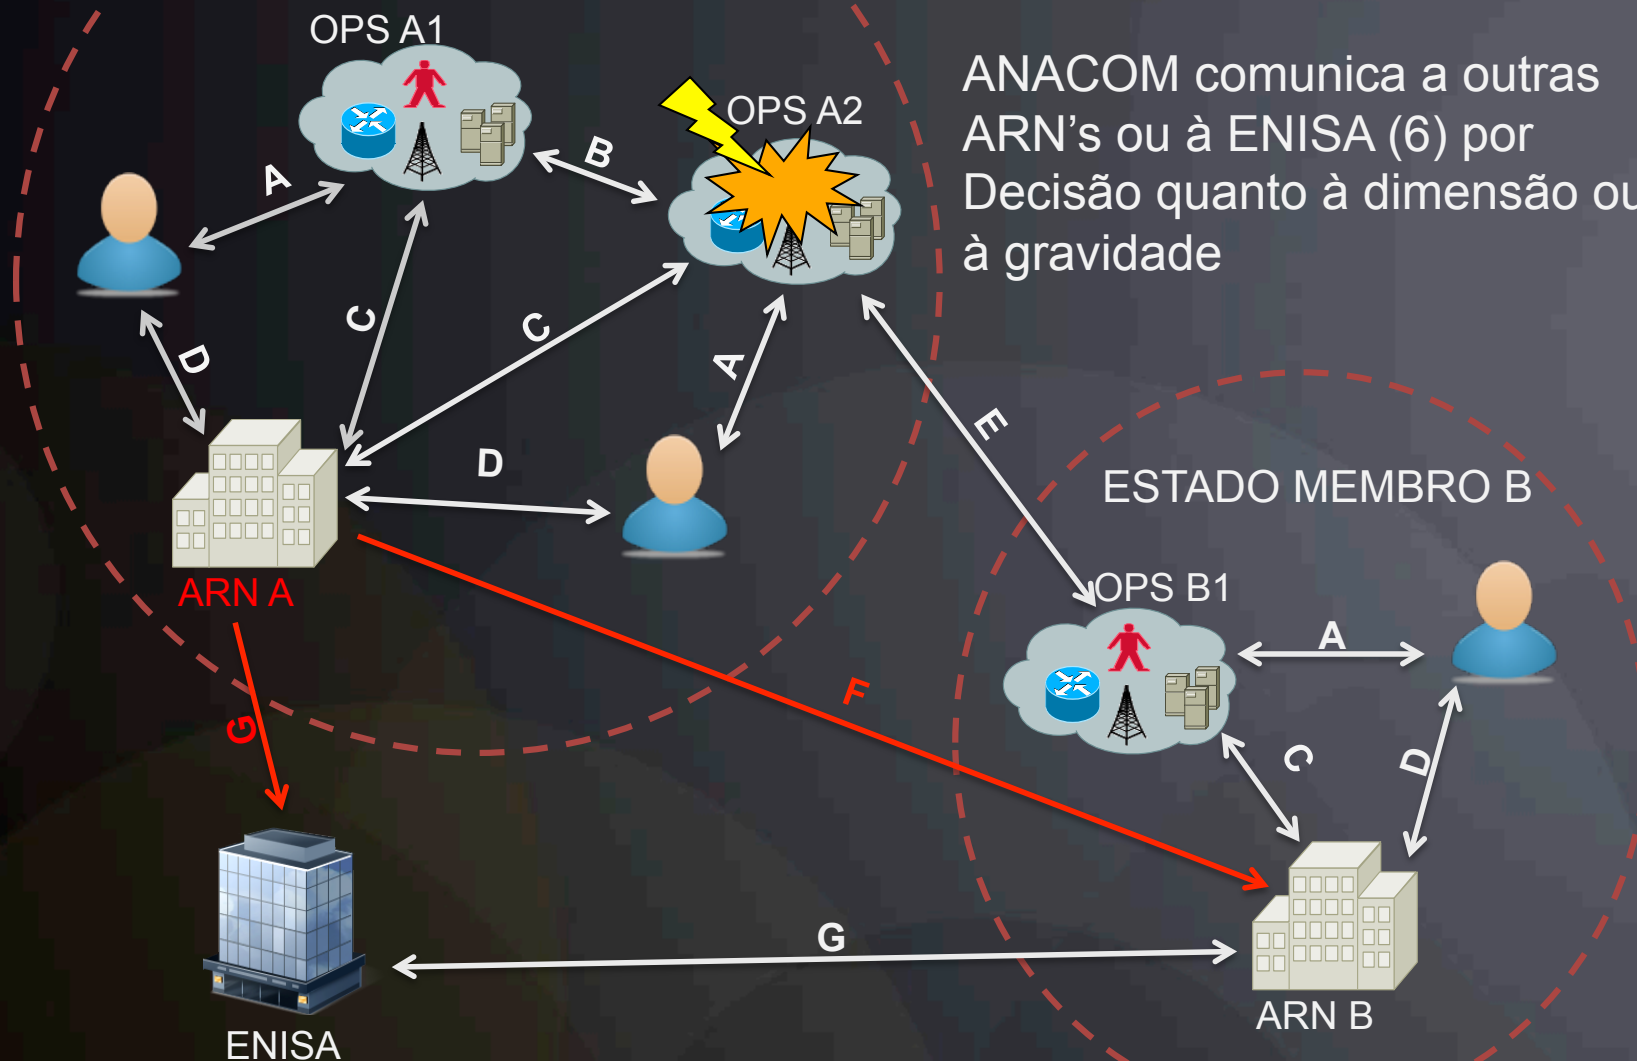 OPS A1
OPS A2
ANACOM comunica a outras
ARN's ou à ENISA (6) por
Decisão quanto à dimensão ou
à gravidade
A
B
C
C
D
A
D
E
ESTADO MEMBRO B
ARN A
OPS B1
A
F
G
C
D
G
ARN B
ENISA